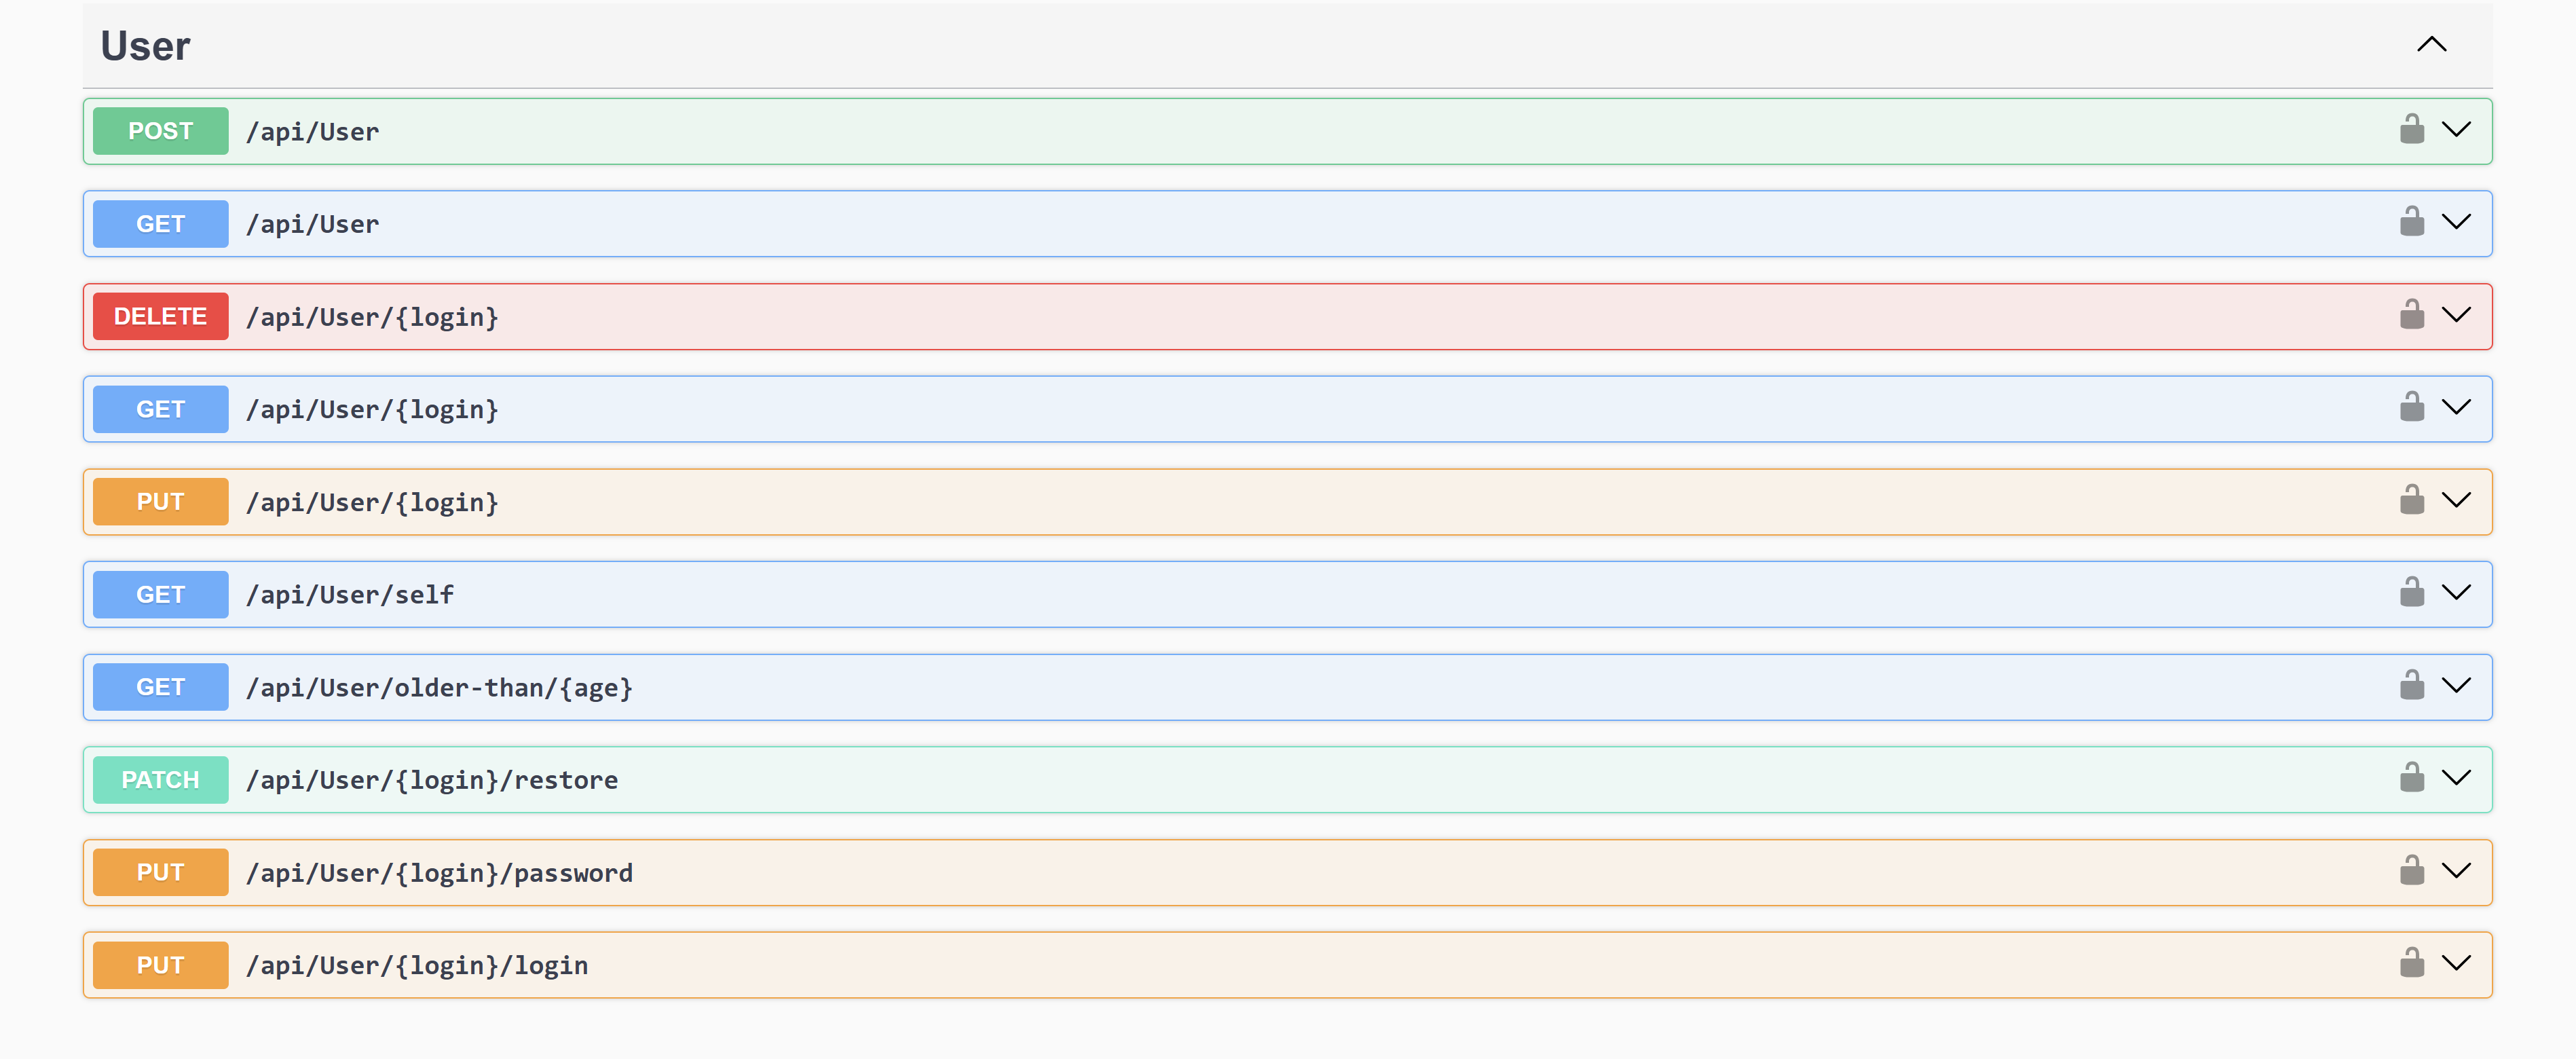 User
POST /api/User
GET /api/User
DELETE /api/User/{login}
GET /api/User/{login}
PUT /api/User/{login}
GET /api/User/self
GET /api/User/older-than/{age}
PATCH /api/User/{login}/restore
PUT /api/User/{login}/password
PUT /api/User/{login}/login